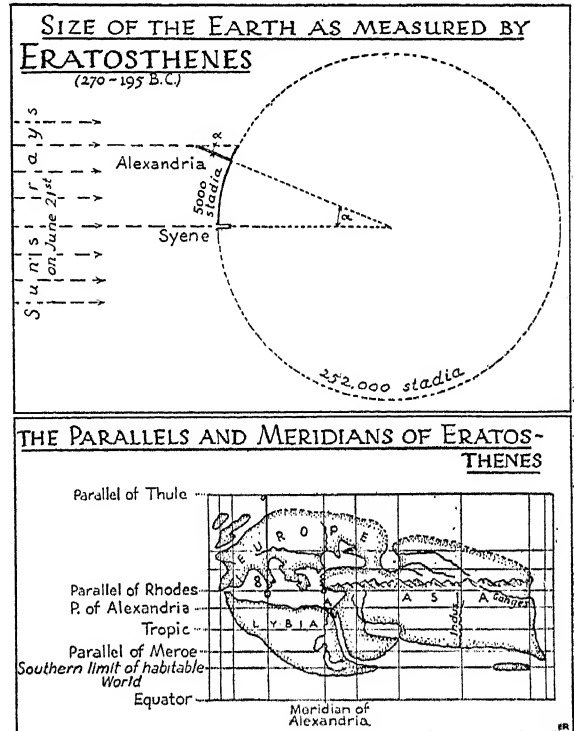 SIZE OF THE EARTH AS MEASURED BY
ERATOSTHENES
(270-195 B.C.)
Sun's rays
on June 21st
Alexandria
5000
stadia
α
α
Syene
252,000 stadia
THE PARALLELS AND MERIDIANS OF ERATOS-
THENES
Parallel of Thule
EUROPE
Parallel of Rhodes
ASIA
Ganges
P. of Alexandria
Indus
LYBIA
Tropic
Parallel of Meroe
Southern limit of habitable
World
Equator
Meridian of
Alexandria
ER